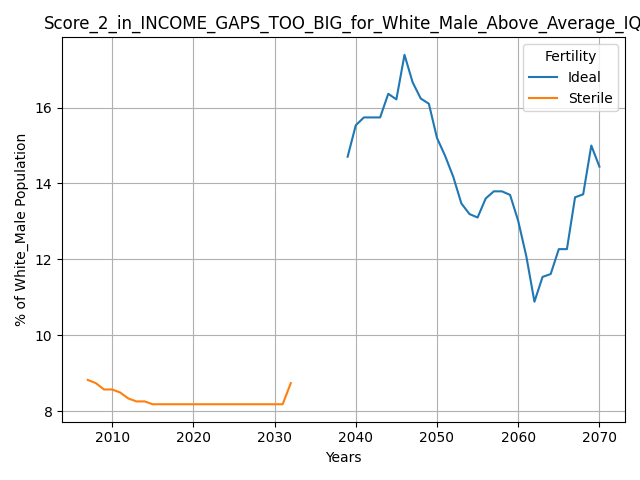 Score_2_in_INCOME_GAPS_TOO_BIG_for_White_Male_Above_Average_IQ
Fertility
Ideal
Sterile
% of White_Male Population
16
14
12
10
8
2010 2020 2030 2040 2050 2060 2070
Years